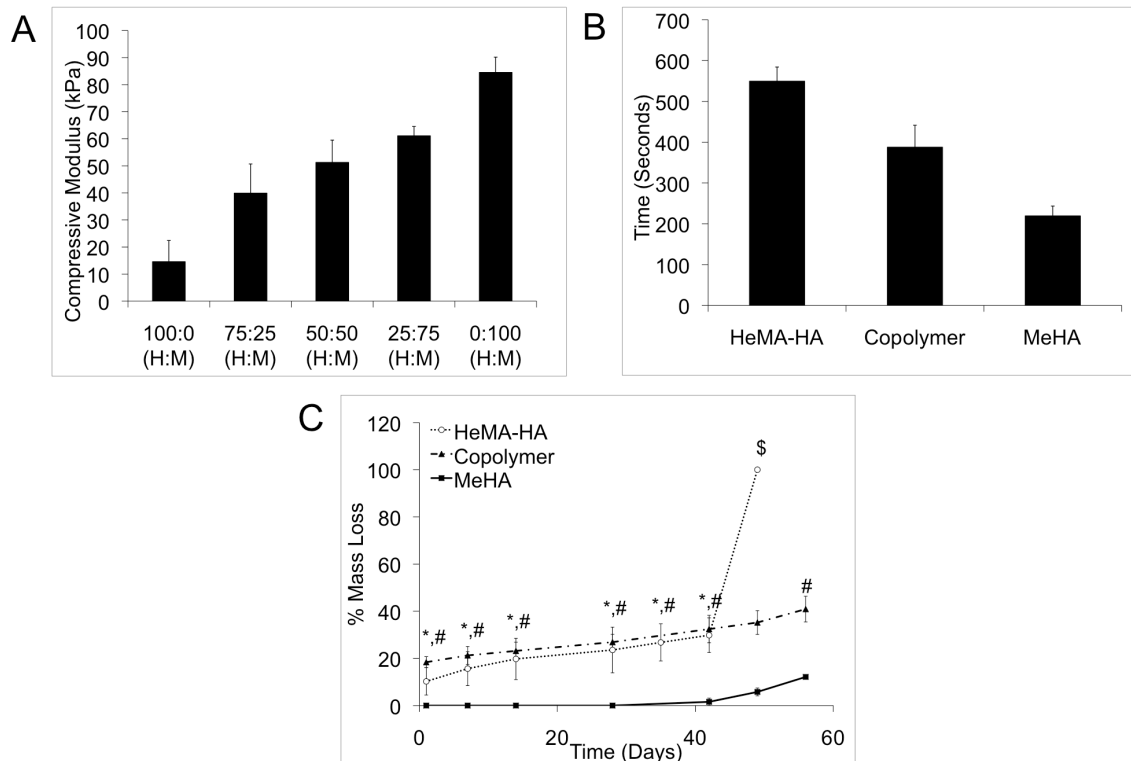 A
Compressive Modulus (kPa)
100
90
80
70
60
50
40
30
20
10
0
100:0 75:25 50:50 25:75 0:100
(H:M) (H:M) (H:M) (H:M) (H:M)
B
Time (Seconds)
700
600
500
400
300
200
100
0
HeMA-HA Copolymer MeHA
C
% Mass Loss
120
100
80
60
40
20
0
HeMA-HA
Copolymer
MeHA
$
*,# *,# *,# *,# *,# *,# #
0 20 40 60
Time (Days)